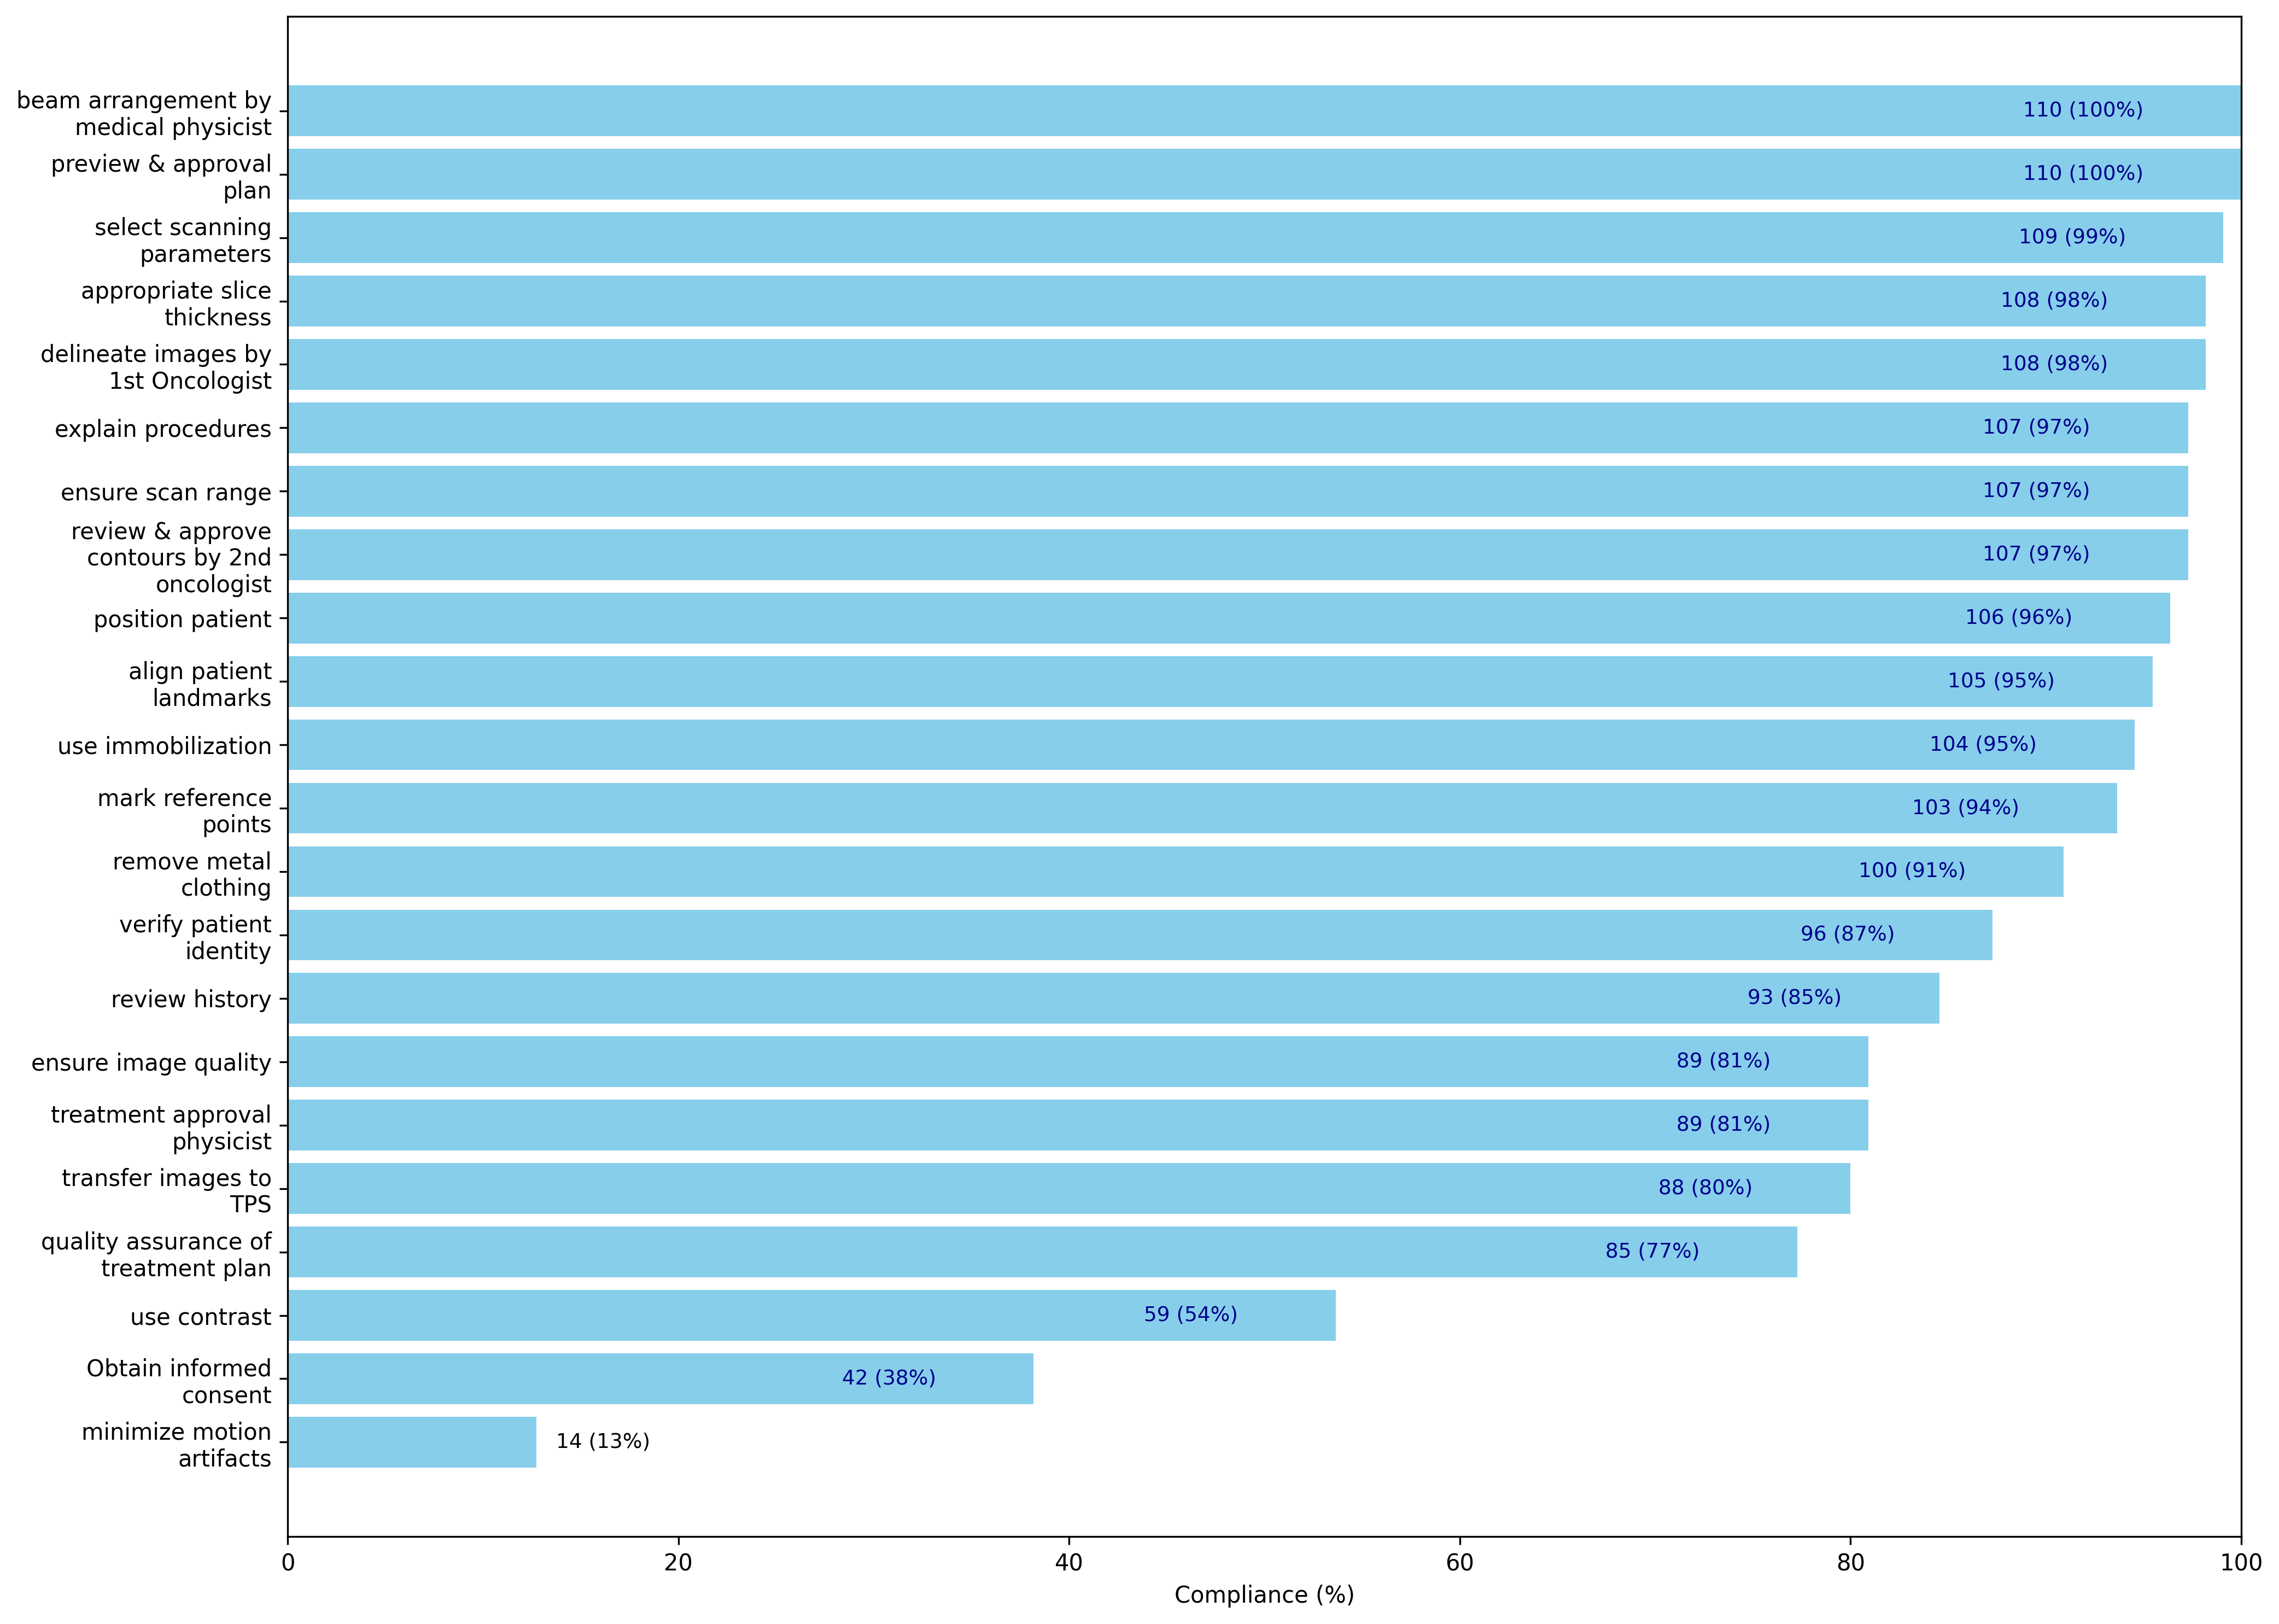 beam arrangement by
medical physicist
110 (100%)
preview & approval
plan
110 (100%)
select scanning
parameters
109 (99%)
appropriate slice
thickness
108 (98%)
delineate images by
1st Oncologist
108 (98%)
explain procedures
107 (97%)
ensure scan range
107 (97%)
review & approve
contours by 2nd
oncologist
107 (97%)
position patient
106 (96%)
align patient
landmarks
105 (95%)
use immobilization
104 (95%)
mark reference
points
103 (94%)
remove metal
clothing
100 (91%)
verify patient
identity
96 (87%)
review history
93 (85%)
ensure image quality
89 (81%)
treatment approval
physicist
89 (81%)
transfer images to
TPS
88 (80%)
quality assurance of
treatment plan
85 (77%)
use contrast
59 (54%)
Obtain informed
consent
42 (38%)
minimize motion
artifacts
14 (13%)
0 20 40 60 80 100
Compliance (%)